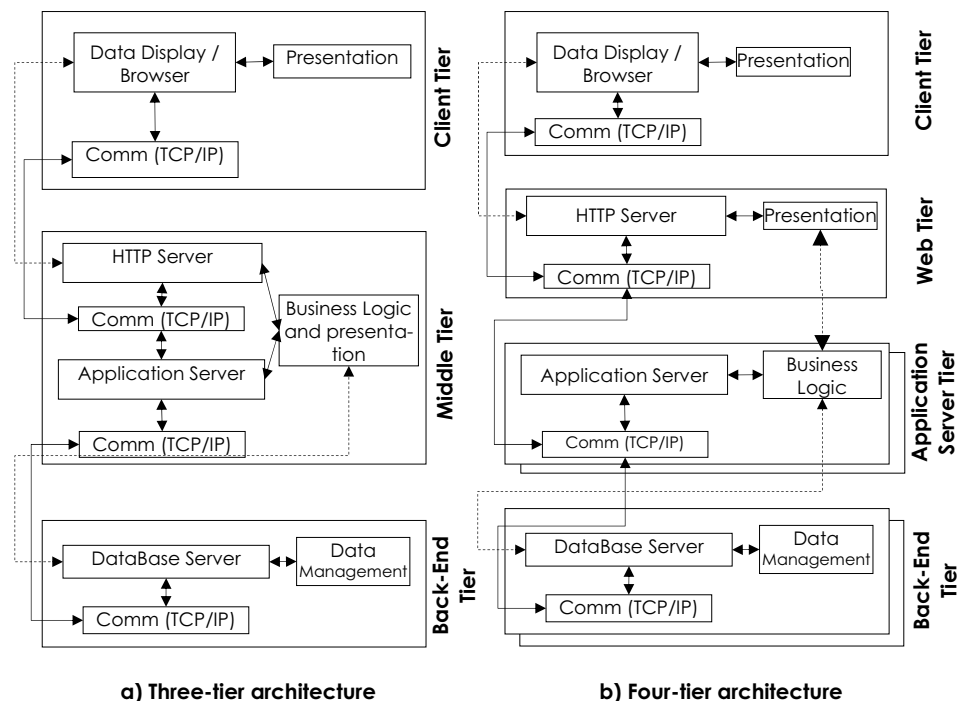 Data Display /
Browser
Presentation
Comm (TCP/IP)
Client Tier
HTTP Server
Comm (TCP/IP)
Business Logic
and presenta-
tion
Application Server
Comm (TCP/IP)
Middle Tier
DataBase Server
Data
Management
Comm (TCP/IP)
Back-End
Tier
a) Three-tier architecture
Data Display /
Browser
Presentation
Comm (TCP/IP)
Client Tier
HTTP Server
Presentation
Comm (TCP/IP)
Web Tier
Application Server
Business
Logic
Comm (TCP/IP)
Application
Server Tier
DataBase Server
Data
Management
Comm (TCP/IP)
Back-End
Tier
b) Four-tier architecture